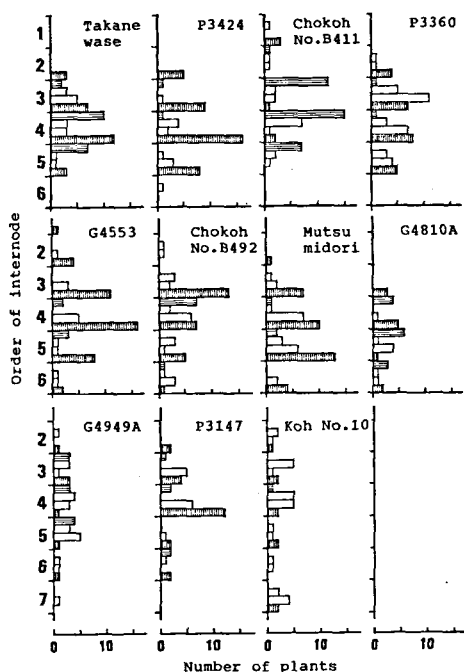 Takane wase
P3424
Chokoh No.B411
P3360
1
2
3
4
5
6
G4553
Chokoh No.B492
Mutsu midori
G4810A
2
3
4
5
6
G4949A
P3147
Koh No.10
2
3
4
5
6
7
0 10
0 10
0 10
0 10
Order of internode
Number of plants